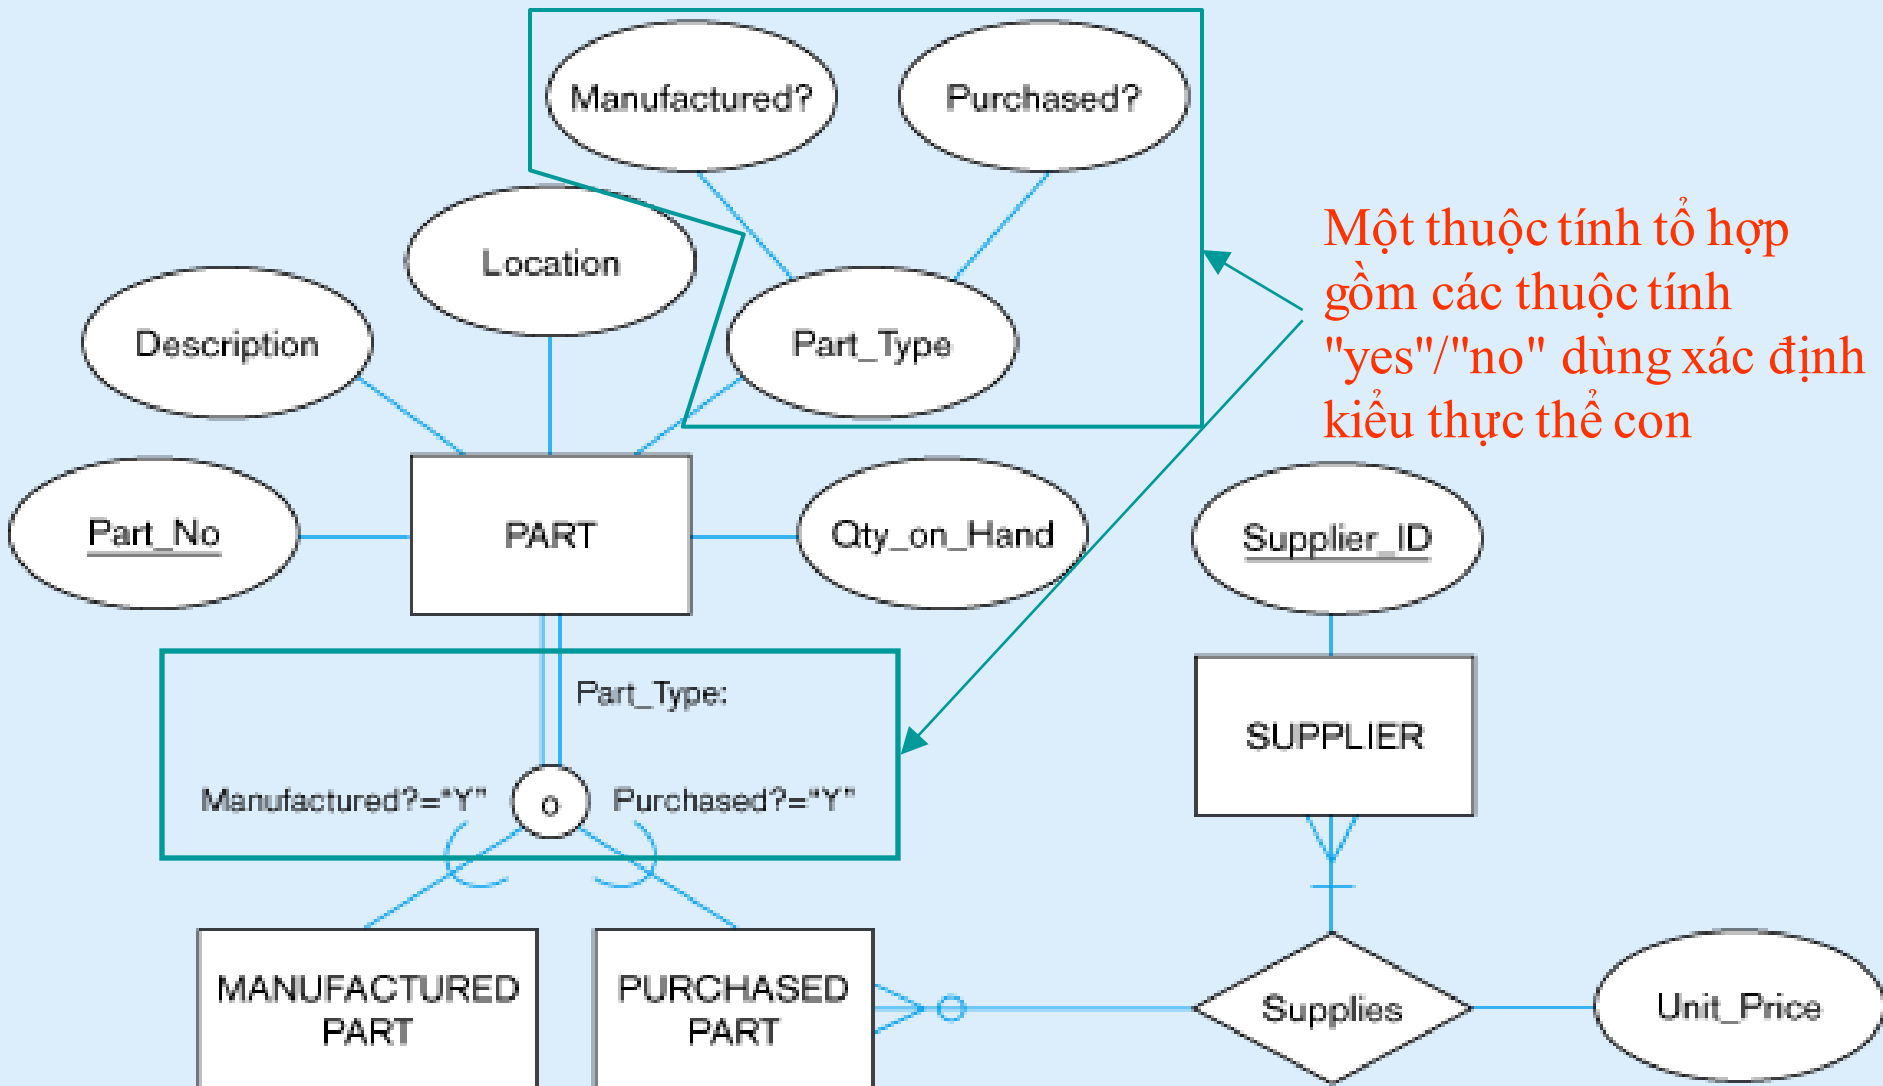 Manufactured?
Purchased?
Location
Description
Part_Type
Một thuộc tính tổ hợp
gồm các thuộc tính
"yes"/"no" dùng xác định
kiểu thực thể con
Part_No
PART
Qty_on_Hand
Supplier_ID
Part_Type:
SUPPLIER
Manufactured?="Y"
o
Purchased?="Y"
MANUFACTURED
PART
PURCHASED
PART
Supplies
Unit_Price